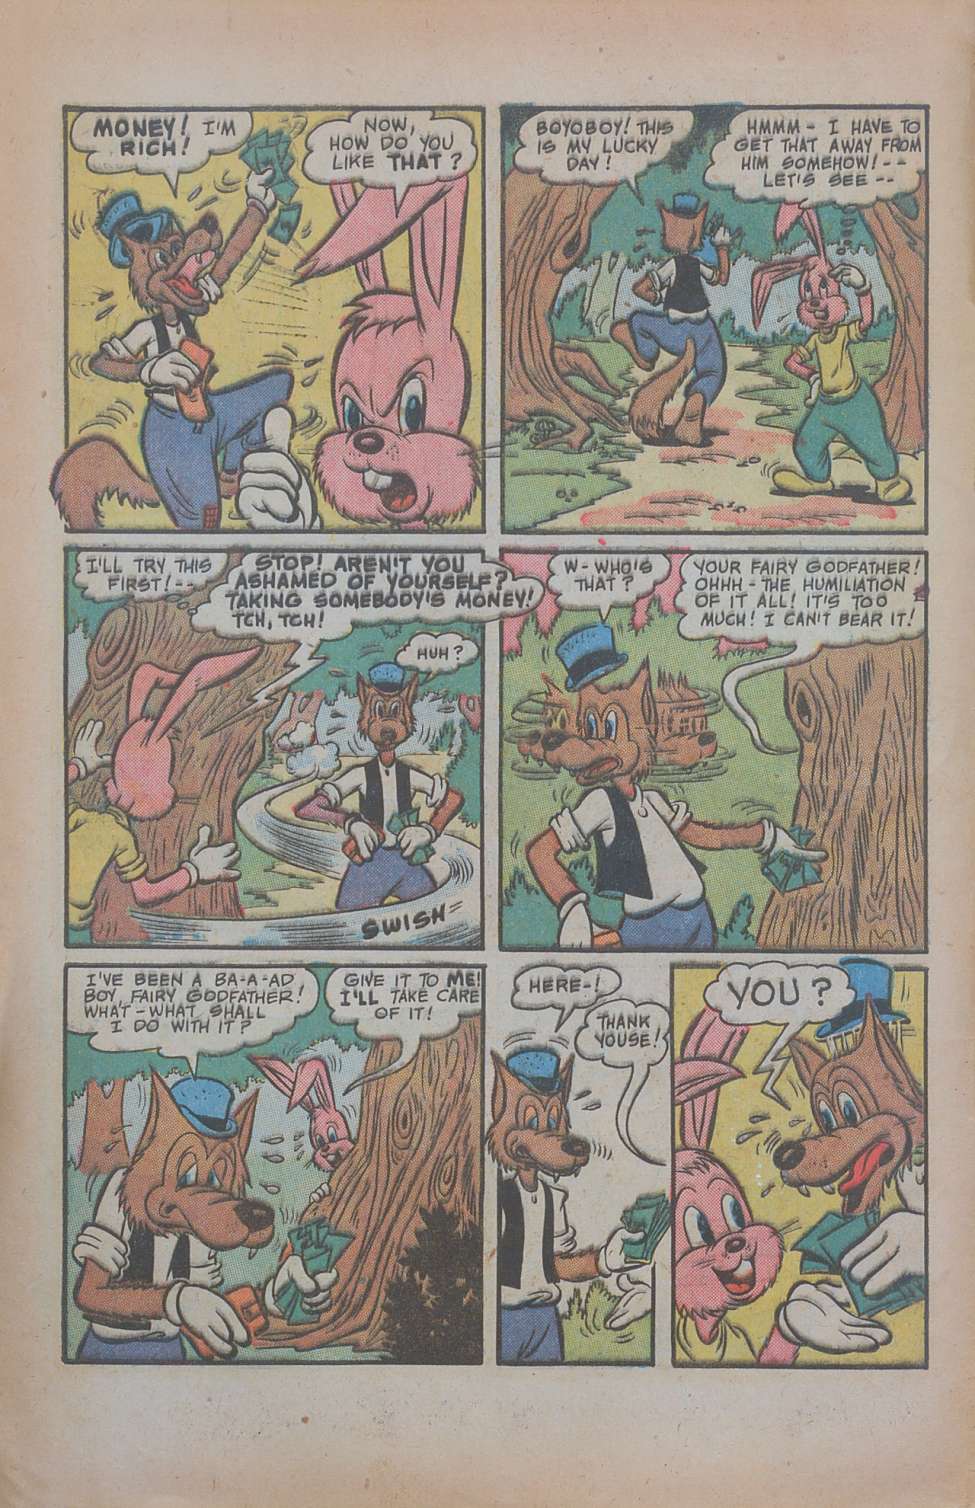 MONEY! I'M
RICH!
NOW,
HOW DO YOU
LIKE THAT?
BOYOBOY! THIS
IS MY LUCKY
DAY!
HMMM - I HAVE TO
GET THAT AWAY FROM
HIM SOMEHOW! --
LET'S SEE --
I'LL TRY THIS
FIRST! --
STOP! AREN'T YOU
ASHAMED OF YOURSELF?
TAKING SOMEBODY'S MONEY!
TCH, TCH!
HUH?
SWISH
W-WHO'S
THAT?
YOUR FAIRY GODFATHER!
OHHH - THE HUMILIATION
OF IT ALL! IT'S TOO
MUCH! I CAN'T BEAR IT!
I'VE BEEN A BA-A-AD
BOY, FAIRY GODFATHER!
WHAT-WHAT SHALL
I DO WITH IT?
GIVE IT TO ME!
I'LL TAKE CARE
OF IT!
HERE-!
THANK
YOUSE!
YOU?